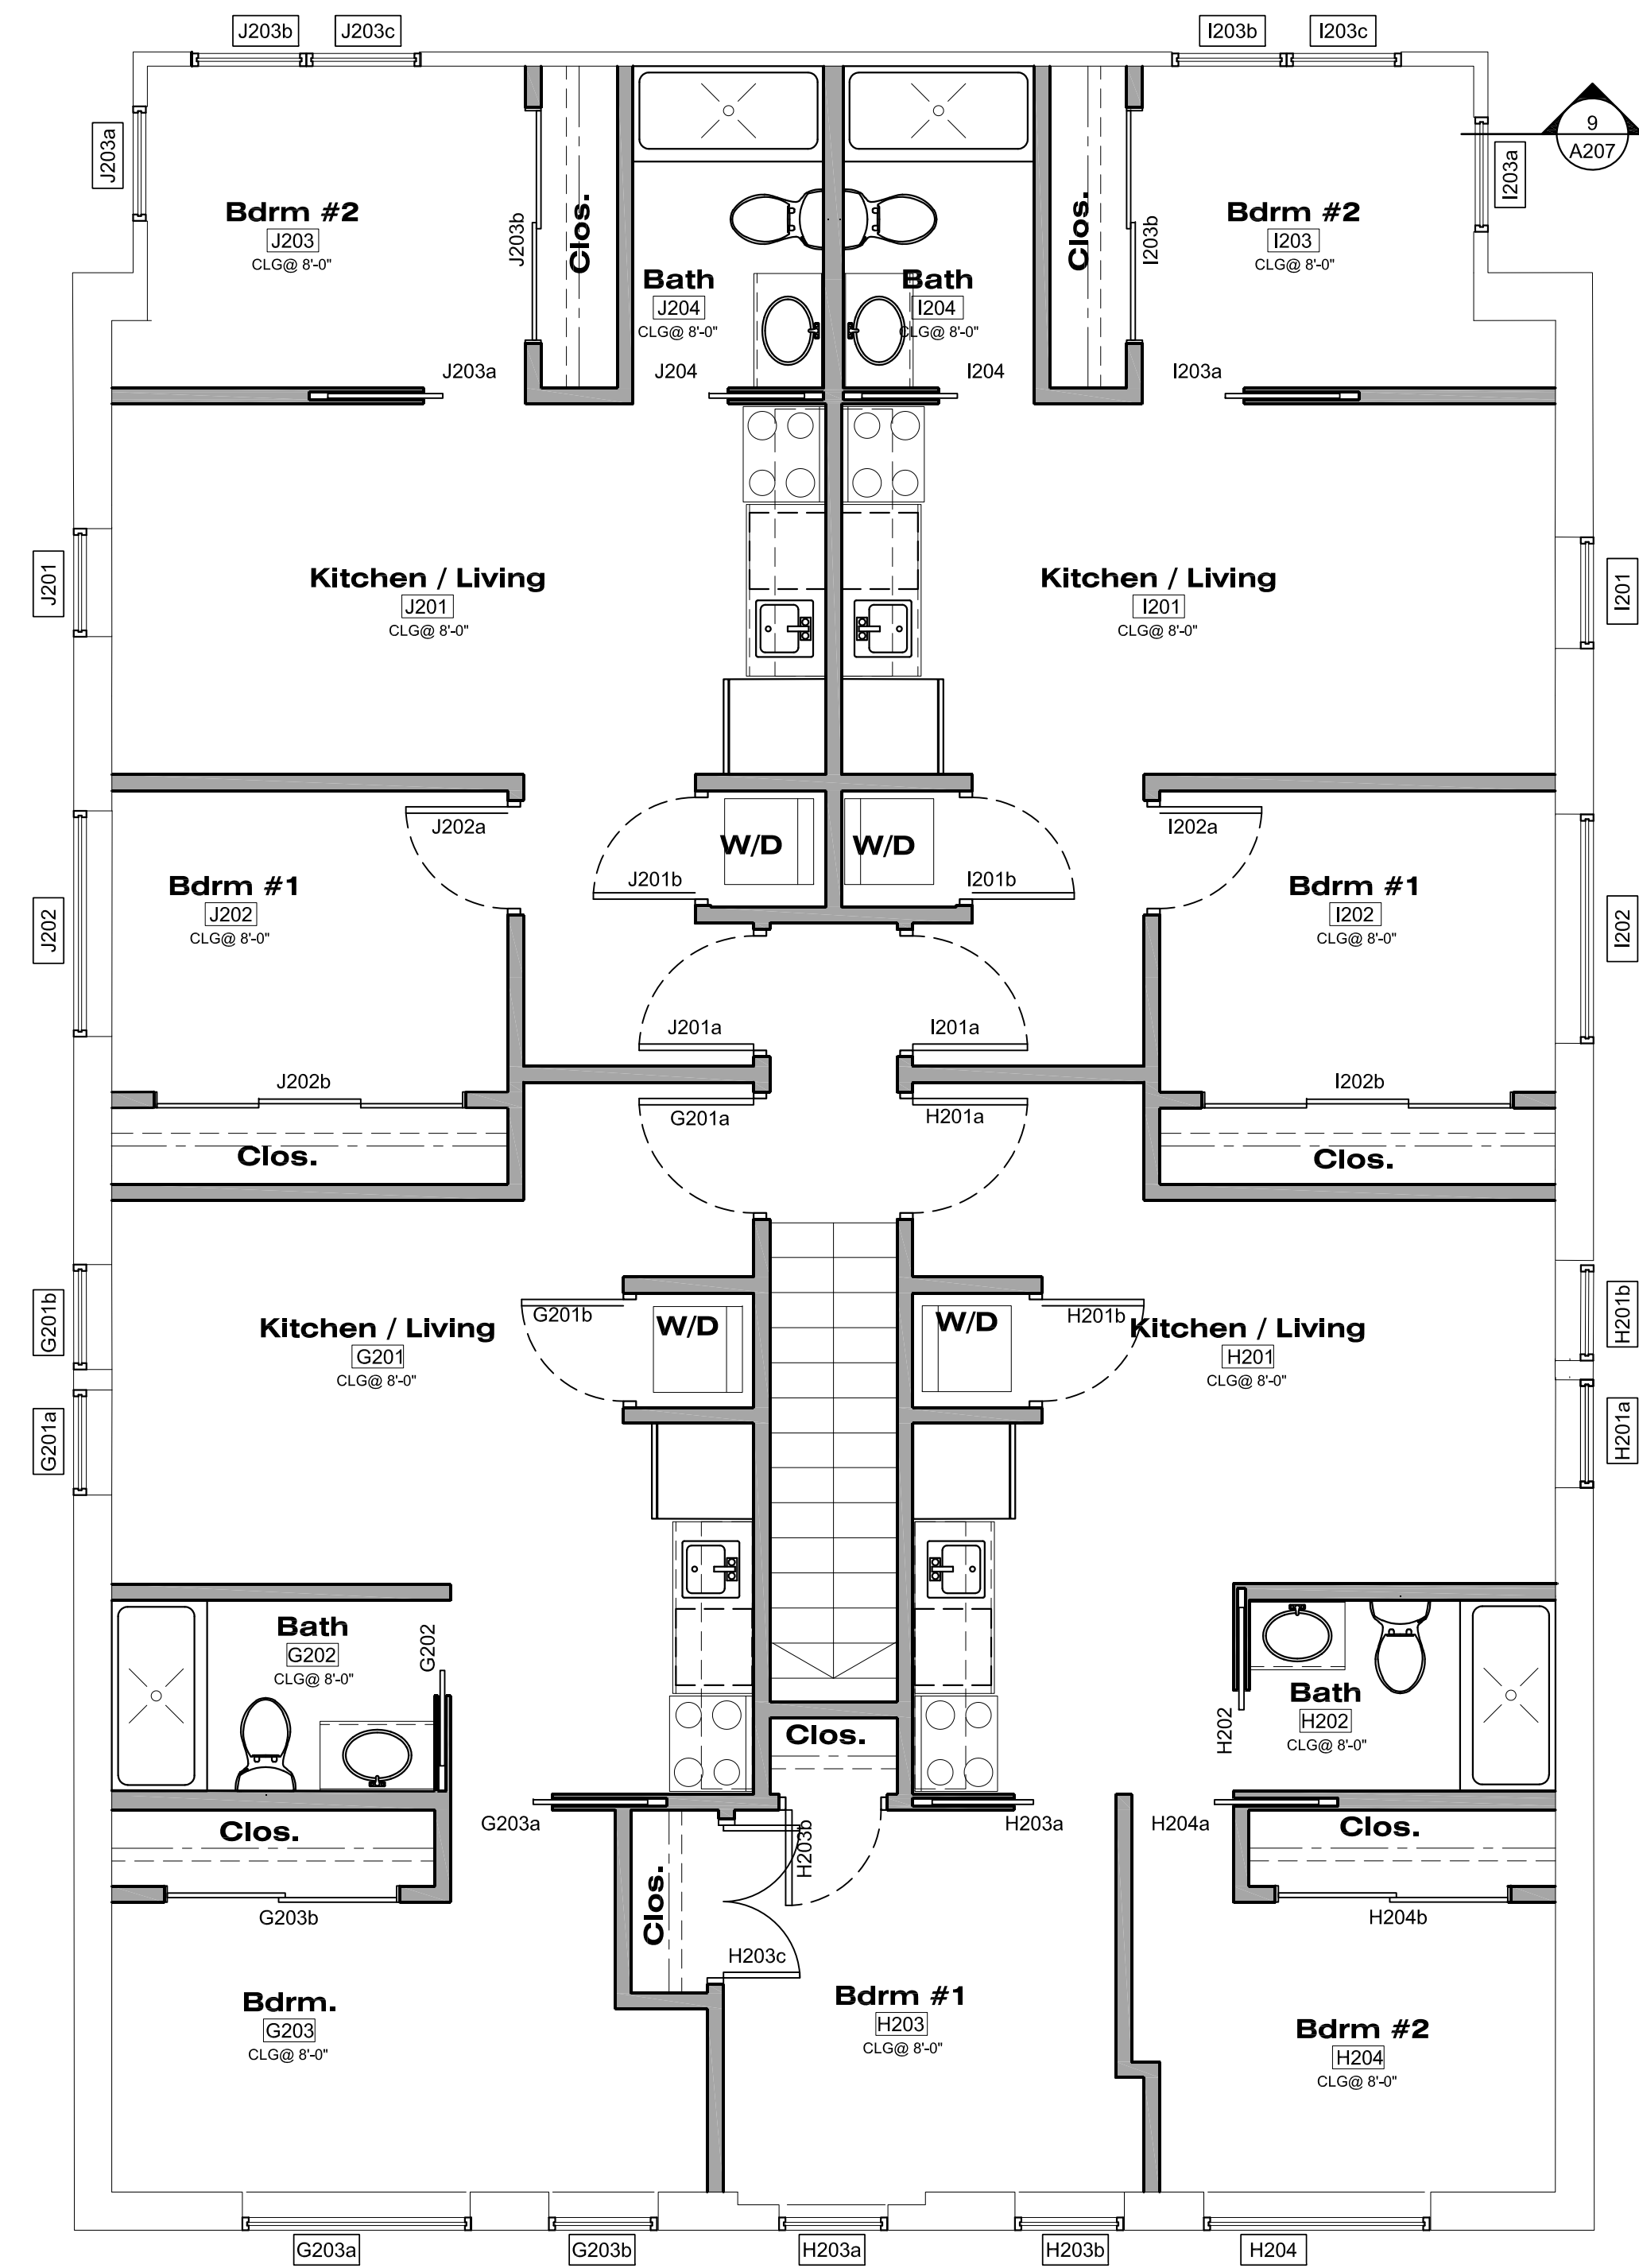 J203b
J203c
I203b
I203c
9
A207
J203a
I203a
Bdrm #2
J203
CLG@ 8'-0"
J203b
Clos.
Bath
J204
CLG@ 8'-0"
Bath
I204
CLG@ 8'-0"
Clos.
I203b
Bdrm #2
I203
CLG@ 8'-0"
J203a
J204
I204
I203a
J201
Kitchen / Living
J201
CLG@ 8'-0"
Kitchen / Living
I201
CLG@ 8'-0"
I201
J202a
W/D
W/D
I202a
J201b
I201b
J202
Bdrm #1
J202
CLG@ 8'-0"
Bdrm #1
I202
CLG@ 8'-0"
I202
J201a
I201a
J202b
I202b
G201a
H201a
Clos.
Clos.
G201b
Kitchen / Living
G201
CLG@ 8'-0"
G201b
W/D
W/D
H201b
Kitchen / Living
H201
CLG@ 8'-0"
H201b
G201a
H201a
Bath
G202
CLG@ 8'-0"
G202
H202
Bath
H202
CLG@ 8'-0"
Clos.
Clos.
G203a
H203b
H203a
H204a
Clos.
G203b
Clos.
H203c
H204b
Bdrm.
G203
CLG@ 8'-0"
Bdrm #1
H203
CLG@ 8'-0"
Bdrm #2
H204
CLG@ 8'-0"
G203a
G203b
H203a
H203b
H204